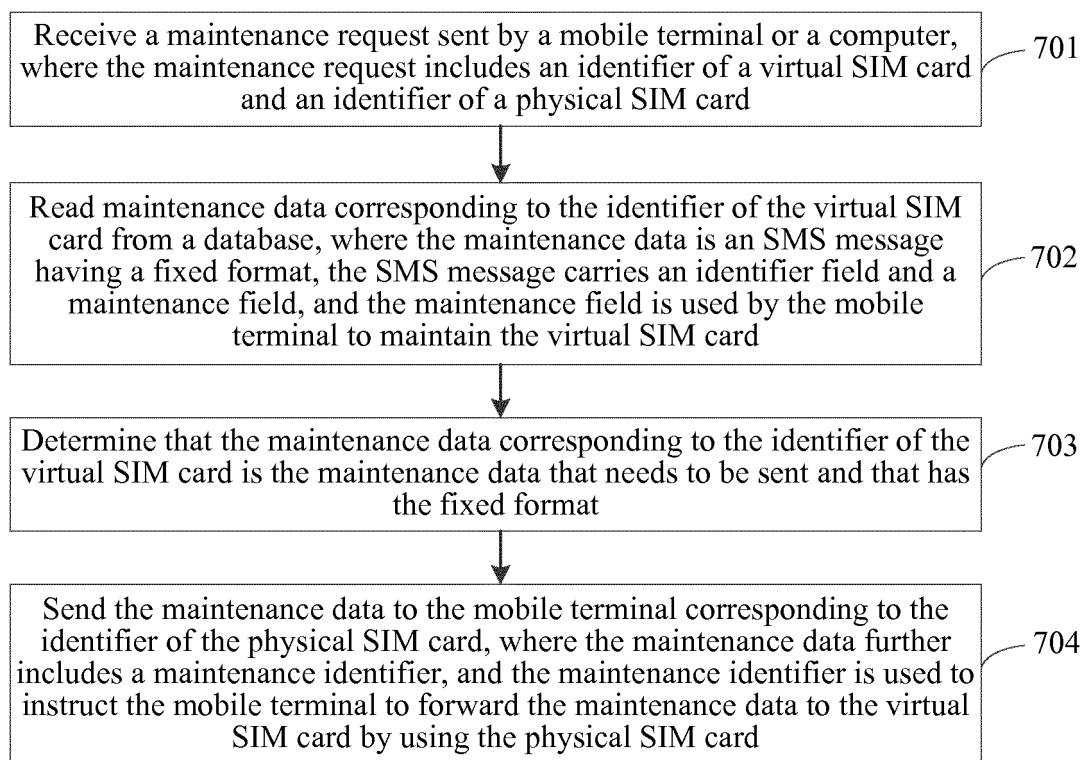 Receive a maintenance request sent by a mobile terminal or a computer,
where the maintenance request includes an identifier of a virtual SIM card
and an identifier of a physical SIM card
701
Read maintenance data corresponding to the identifier of the virtual SIM
card from a database, where the maintenance data is an SMS message
having a fixed format, the SMS message carries an identifier field and a
maintenance field, and the maintenance field is used by the mobile
terminal to maintain the virtual SIM card
702
Determine that the maintenance data corresponding to the identifier of the
virtual SIM card is the maintenance data that needs to be sent and that has
the fixed format
703
Send the maintenance data to the mobile terminal corresponding to the
identifier of the physical SIM card, where the maintenance data further
includes a maintenance identifier, and the maintenance identifier is used to
instruct the mobile terminal to forward the maintenance data to the virtual
SIM card by using the physical SIM card
704